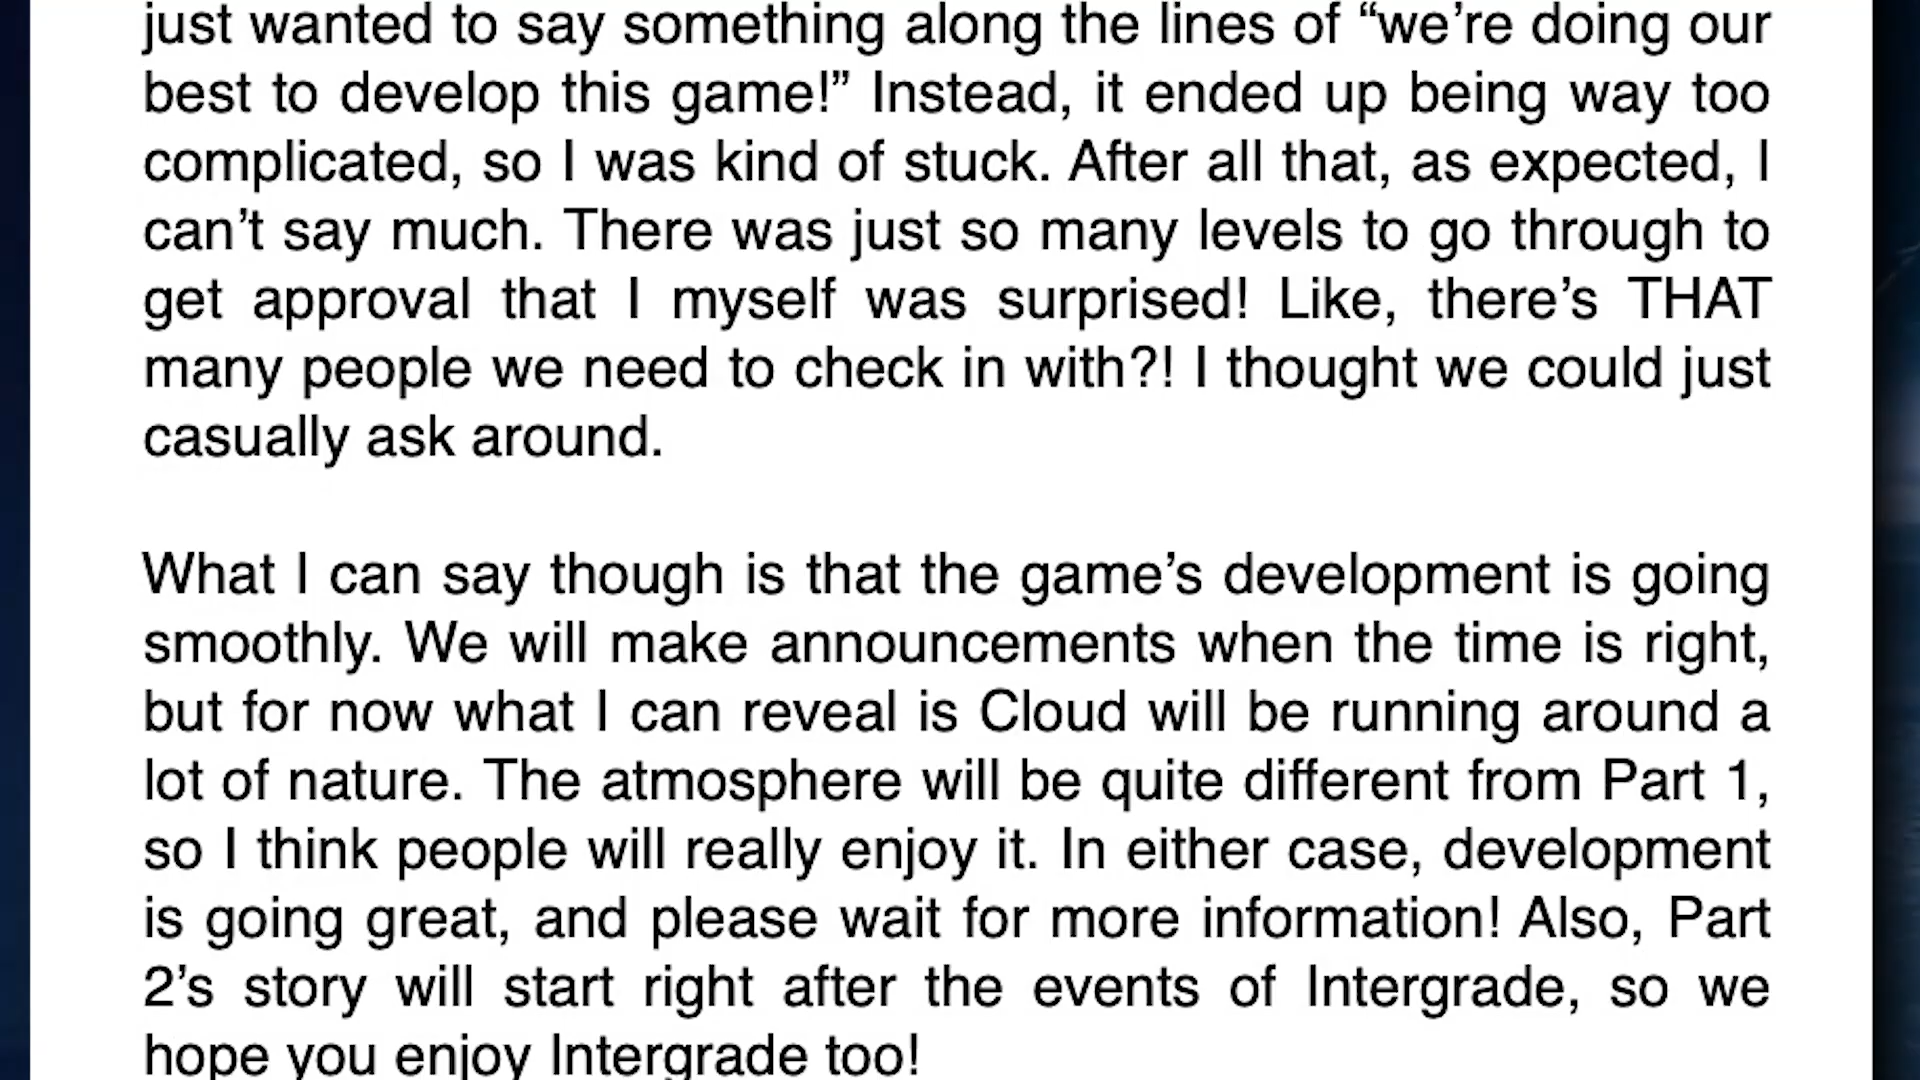 just wanted to say something along the lines of “we’re doing our
best to develop this game!” Instead, it ended up being way too
complicated, so I was kind of stuck. After all that, as expected, I
can’t say much. There was just so many levels to go through to
get approval that I myself was surprised! Like, there’s THAT
many people we need to check in with?! I thought we could just
casually ask around.
What I can say though is that the game’s development is going
smoothly. We will make announcements when the time is right,
but for now what I can reveal is Cloud will be running around a
lot of nature. The atmosphere will be quite different from Part 1,
so I think people will really enjoy it. In either case, development
is going great, and please wait for more information! Also, Part
2’s story will start right after the events of Intergrade, so we
hope you enjoy Intergrade too!